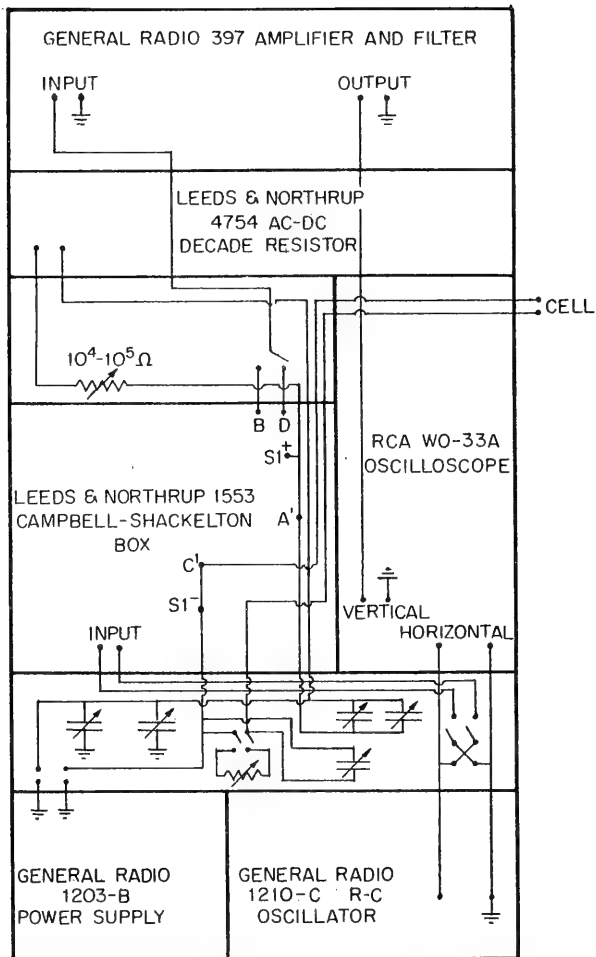 GENERAL RADIO 397 AMPLIFIER AND FILTER
INPUT
OUTPUT
LEEDS & NORTHRUP
4754 AC-DC
DECADE RESISTOR
CELL
10⁴-10⁵Ω
B D
S1⁺
RCA WO-33A
OSCILLOSCOPE
LEEDS & NORTHRUP 1553
CAMPBELL-SHACKELTON
BOX
A'
C'
S1⁻
VERTICAL
HORIZONTAL
INPUT
GENERAL RADIO
1203-B
POWER SUPPLY
GENERAL RADIO
1210-C R-C
OSCILLATOR